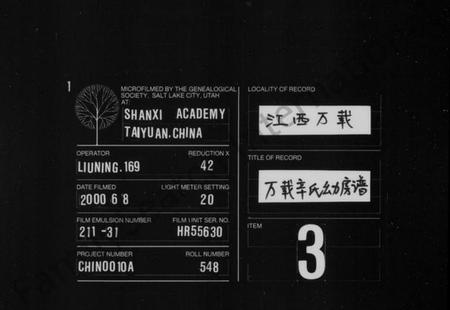 1
MICROFILMED BY THE GENEALOGICAL
SOCIETY, SALT LAKE CITY, UTAH
AT:
SHANXI ACADEMY
TAIYUAN.CHINA
OPERATOR REDUCTION X
LIUNING.169 42
DATE FILMED LIGHT METER SETTING
2000 6 8 20
FILM EMULSION NUMBER FILM UNIT SER. NO.
211 -31 HR55630
PROJECT NUMBER ROLL NUMBER
CHIN0010A 548
LOCALITY OF RECORD
江西万载
TITLE OF RECORD
万载辛氏幼房谱
ITEM
3